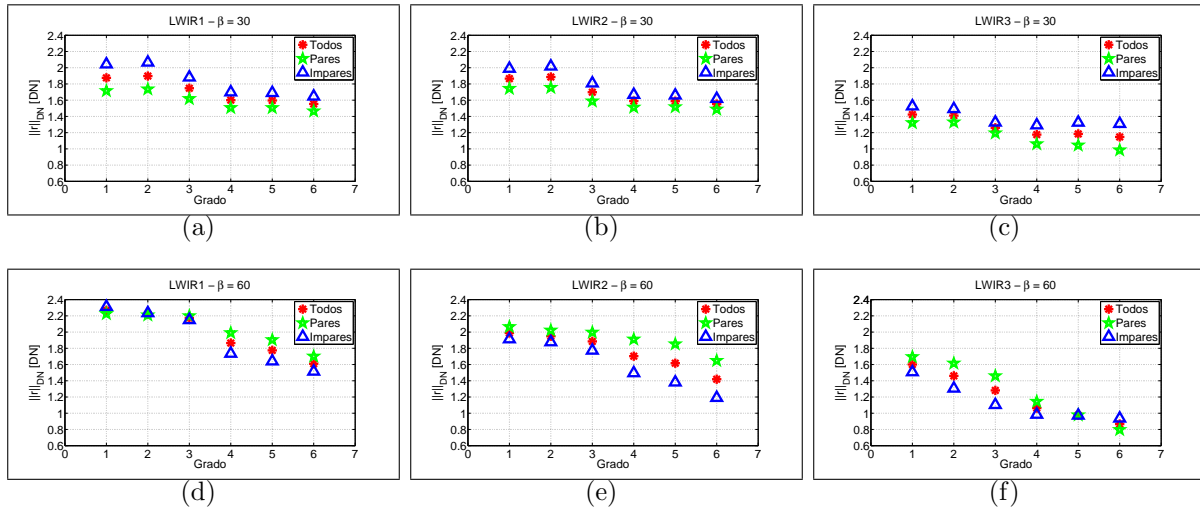 LWIR1 – β = 30
2.4
2.2
2
1.8
1.6
1.4
1.2
1
0.8
0.6
||r||DN [DN]
0 1 2 3 4 5 6 7
Grado
Todos
Pares
Impares
(a)
LWIR2 – β = 30
2.4
2.2
2
1.8
1.6
1.4
1.2
1
0.8
0.6
||r||DN [DN]
0 1 2 3 4 5 6 7
Grado
Todos
Pares
Impares
(b)
LWIR3 – β = 30
2.4
2.2
2
1.8
1.6
1.4
1.2
1
0.8
0.6
||r||DN [DN]
0 1 2 3 4 5 6 7
Grado
Todos
Pares
Impares
(c)
LWIR1 – β = 60
2.4
2.2
2
1.8
1.6
1.4
1.2
1
0.8
0.6
||r||DN [DN]
0 1 2 3 4 5 6 7
Grado
Todos
Pares
Impares
(d)
LWIR2 – β = 60
2.4
2.2
2
1.8
1.6
1.4
1.2
1
0.8
0.6
||r||DN [DN]
0 1 2 3 4 5 6 7
Grado
Todos
Pares
Impares
(e)
LWIR3 – β = 60
2.4
2.2
2
1.8
1.6
1.4
1.2
1
0.8
0.6
||r||DN [DN]
0 1 2 3 4 5 6 7
Grado
Todos
Pares
Impares
(f)